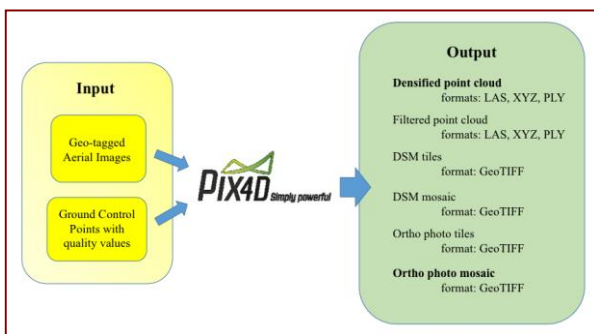 Input
Geo-tagged
Aerial Images
Ground Control
Points with
quality values
PIX4D
Simply powerful
Output
Densified point cloud
formats: LAS, XYZ, PLY
Filtered point cloud
formats: LAS, XYZ, PLY
DSM tiles
format: GeoTIFF
DSM mosaic
format: GeoTIFF
Ortho photo tiles
format: GeoTIFF
Ortho photo mosaic
format: GeoTIFF